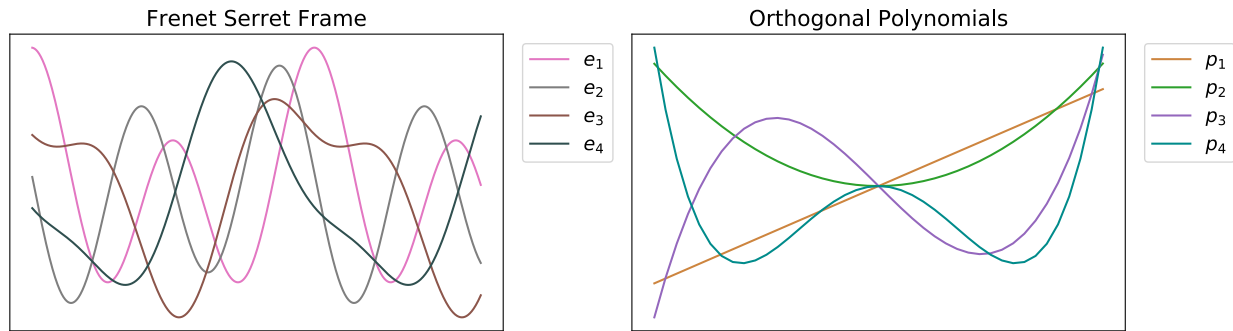 Frenet Serret Frame
e₁
e₂
e₃
e₄
Orthogonal Polynomials
p₁
p₂
p₃
p₄